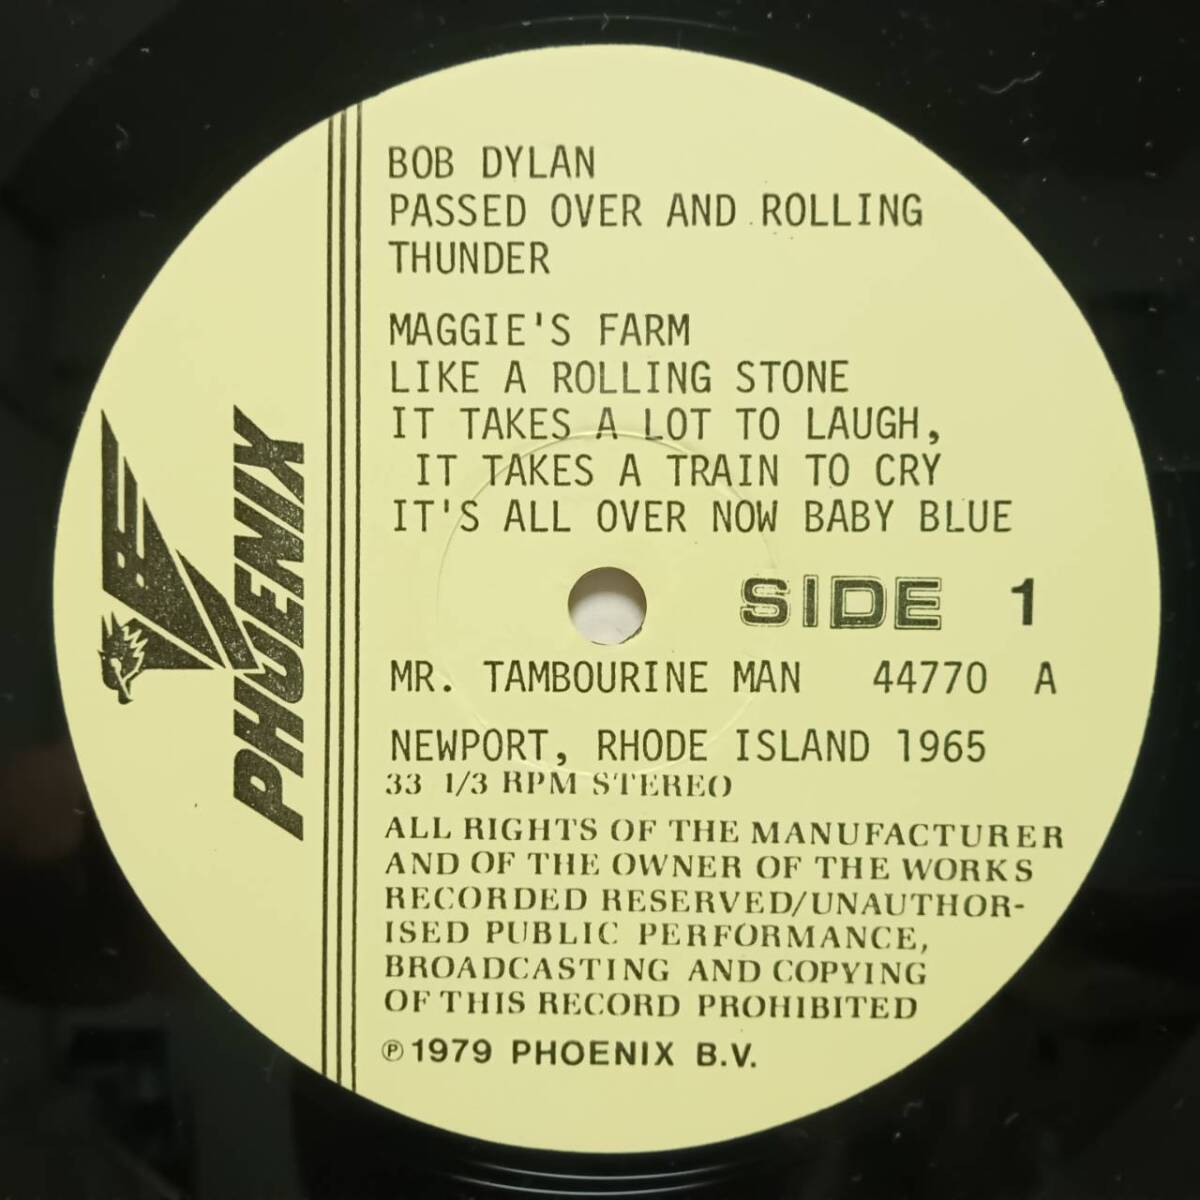 BOB DYLAN
PASSED OVER AND ROLLING
THUNDER
MAGGIE'S FARM
LIKE A ROLLING STONE
IT TAKES A LOT TO LAUGH,
IT TAKES A TRAIN TO CRY
IT'S ALL OVER NOW BABY BLUE
SIDE 1
MR. TAMBOURINE MAN 44770 A
NEWPORT, RHODE ISLAND 1965
33 1/3 RPM STEREO
ALL RIGHTS OF THE MANUFACTURER
AND OF THE OWNER OF THE WORKS
RECORDED RESERVED/UNAUTHOR-
ISED PUBLIC PERFORMANCE,
BROADCASTING AND COPYING
OF THIS RECORD PROHIBITED
℗ 1979 PHOENIX B.V.
PHOENIX